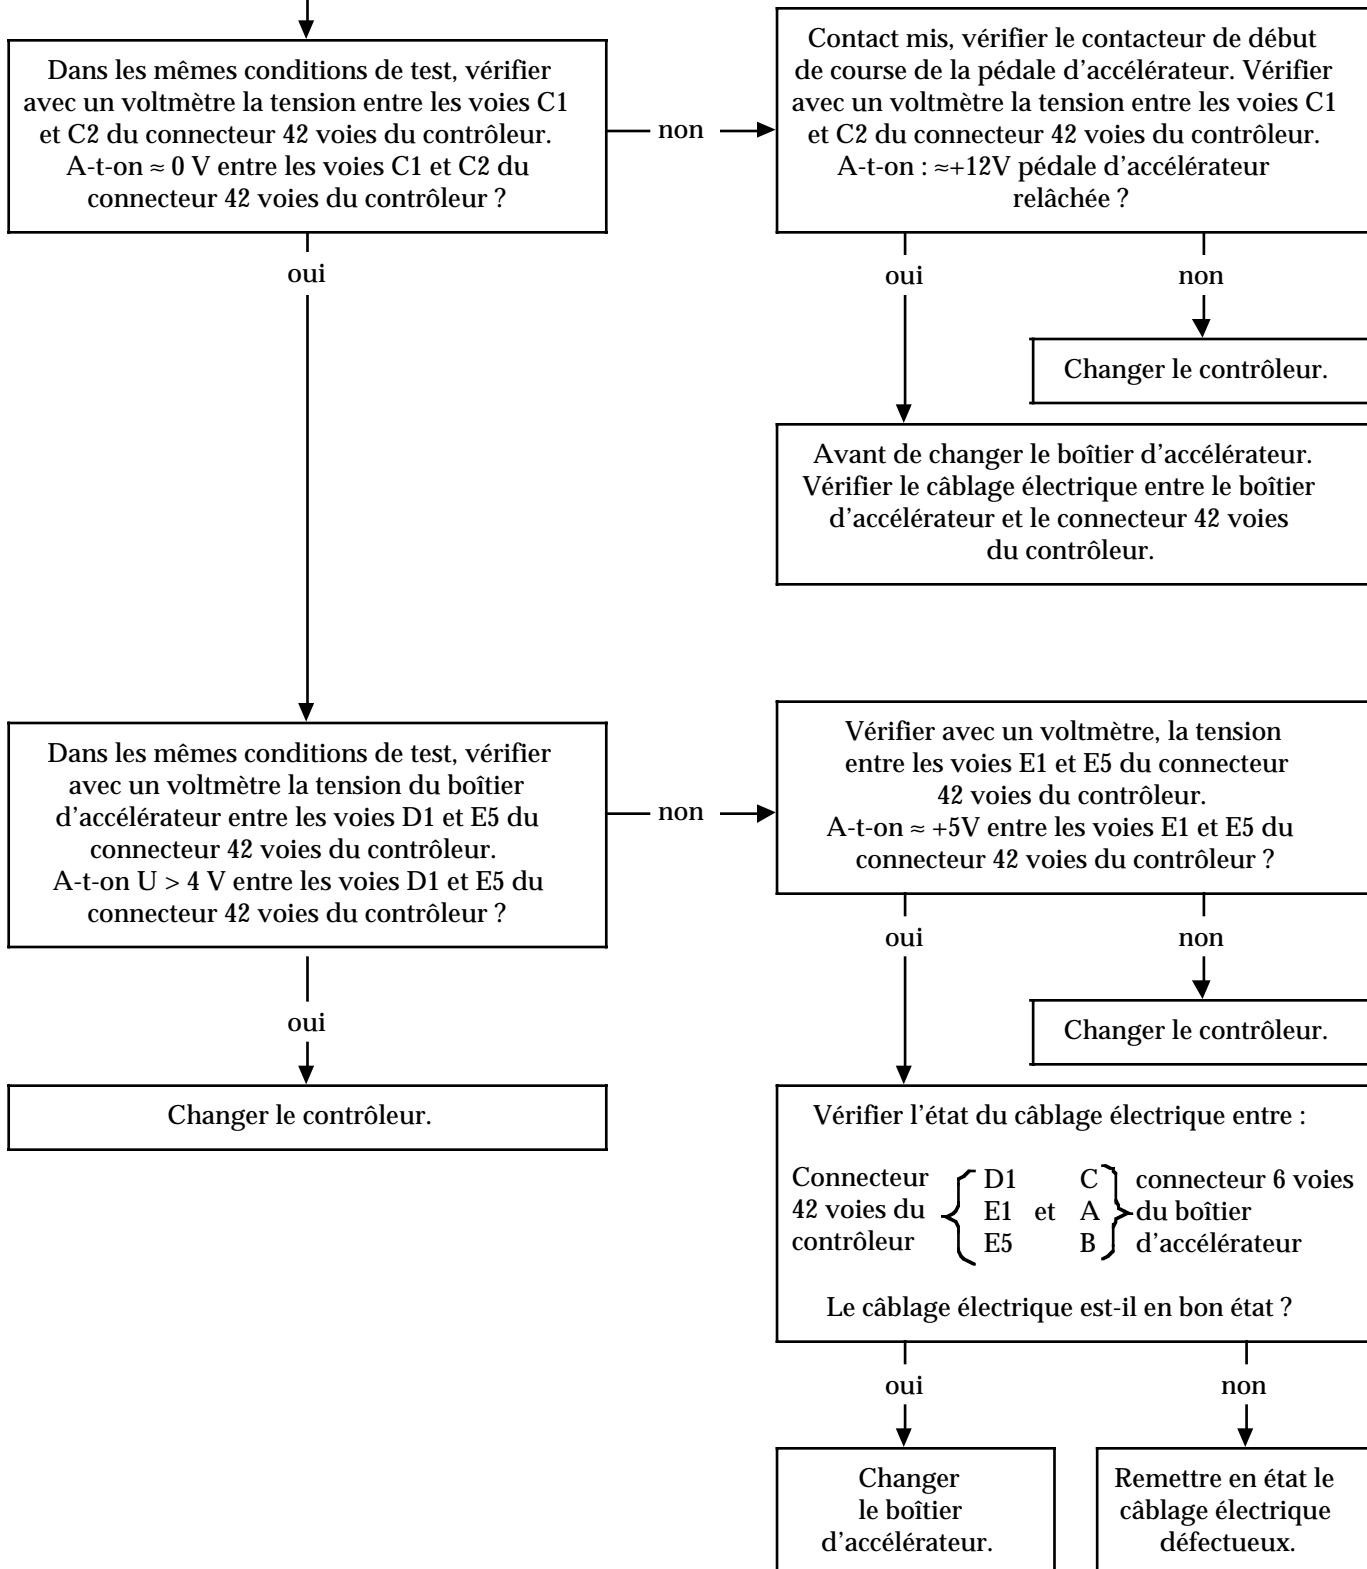 Dans les mêmes conditions de test, vérifier
avec un voltmètre la tension entre les voies C1
et C2 du connecteur 42 voies du contrôleur.
A-t-on ≈ 0 V entre les voies C1 et C2 du
connecteur 42 voies du contrôleur ?
non
Contact mis, vérifier le contacteur de début
de course de la pédale d'accélérateur. Vérifier
avec un voltmètre la tension entre les voies C1
et C2 du connecteur 42 voies du contrôleur.
A-t-on : ≈+12V pédale d'accélérateur
relâchée ?
oui
oui
non
Changer le contrôleur.
Avant de changer le boîtier d'accélérateur.
Vérifier le câblage électrique entre le boîtier
d'accélérateur et le connecteur 42 voies
du contrôleur.
Dans les mêmes conditions de test, vérifier
avec un voltmètre la tension du boîtier
d'accélérateur entre les voies D1 et E5 du
connecteur 42 voies du contrôleur.
A-t-on U > 4 V entre les voies D1 et E5 du
connecteur 42 voies du contrôleur ?
non
Vérifier avec un voltmètre, la tension
entre les voies E1 et E5 du connecteur
42 voies du contrôleur.
A-t-on ≈ +5V entre les voies E1 et E5 du
connecteur 42 voies du contrôleur ?
oui
oui
non
Changer le contrôleur.
Changer le contrôleur.
Vérifier l'état du câblage électrique entre :
Connecteur D1 C connecteur 6 voies
42 voies du E1 et A du boîtier
contrôleur E5 B d'accélérateur
Le câblage électrique est-il en bon état ?
oui
non
Changer
le boîtier
d'accélérateur.
Remettre en état le
câblage électrique
défectueux.